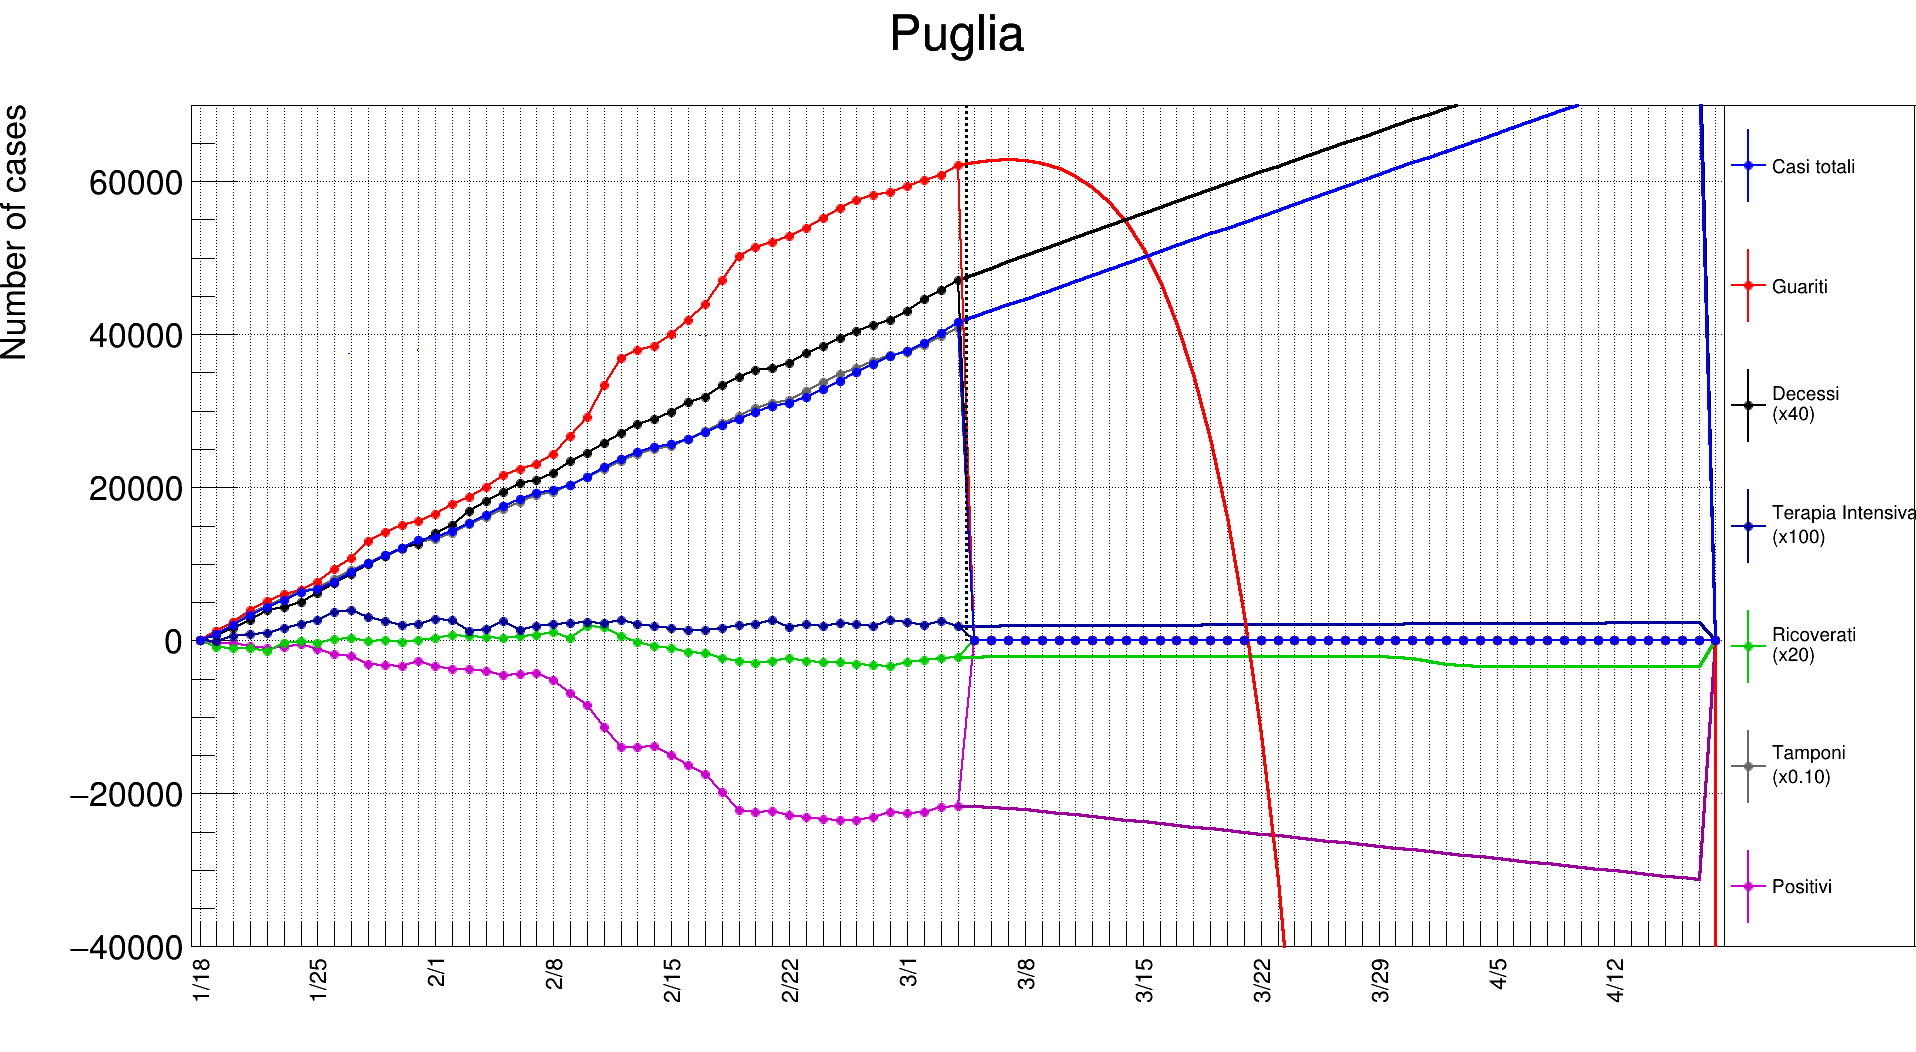 Puglia
Number of cases
60000
40000
20000
0
−20000
−40000
1/18
1/25
2/1
2/8
2/15
2/22
3/1
3/8
3/15
3/22
3/29
4/5
4/12
Casi totali
Guariti
Decessi
(x40)
Terapia Intensiva
(x100)
Ricoverati
(x20)
Tamponi
(x0.10)
Positivi